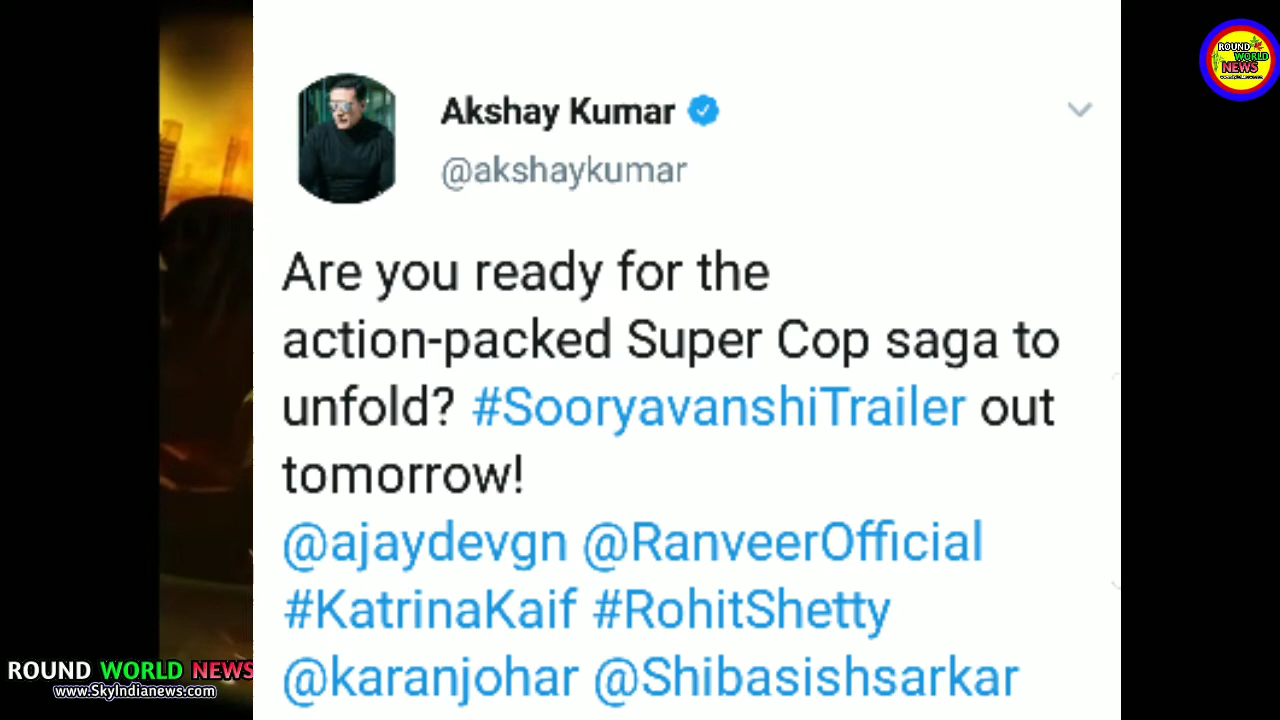 Akshay Kumar
@akshaykumar
Are you ready for the
action-packed Super Cop saga to
unfold? #SooryavanshiTrailer out
tomorrow!
@ajaydevgn @RanveerOfficial
#KatrinaKaif #RohitShetty
@karanjohar @Shibasishsarkar
ROUND WORLD NEWS
www.SkyIndianews.com
ROUND
WORLD
NEWS